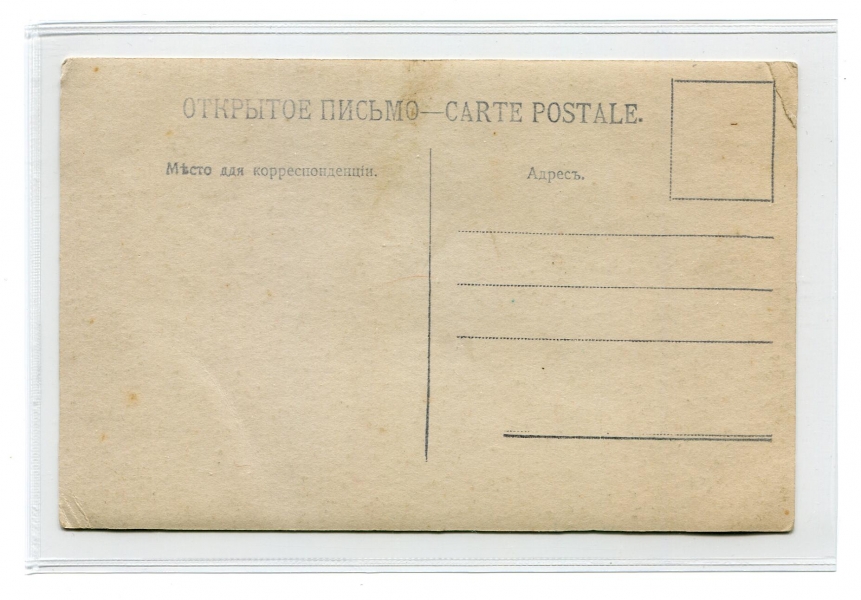 ОТКРЫТОЕ ПИСЬМО—CARTE POSTALE.
Мѣсто для корреспонденціи.
Адресъ.